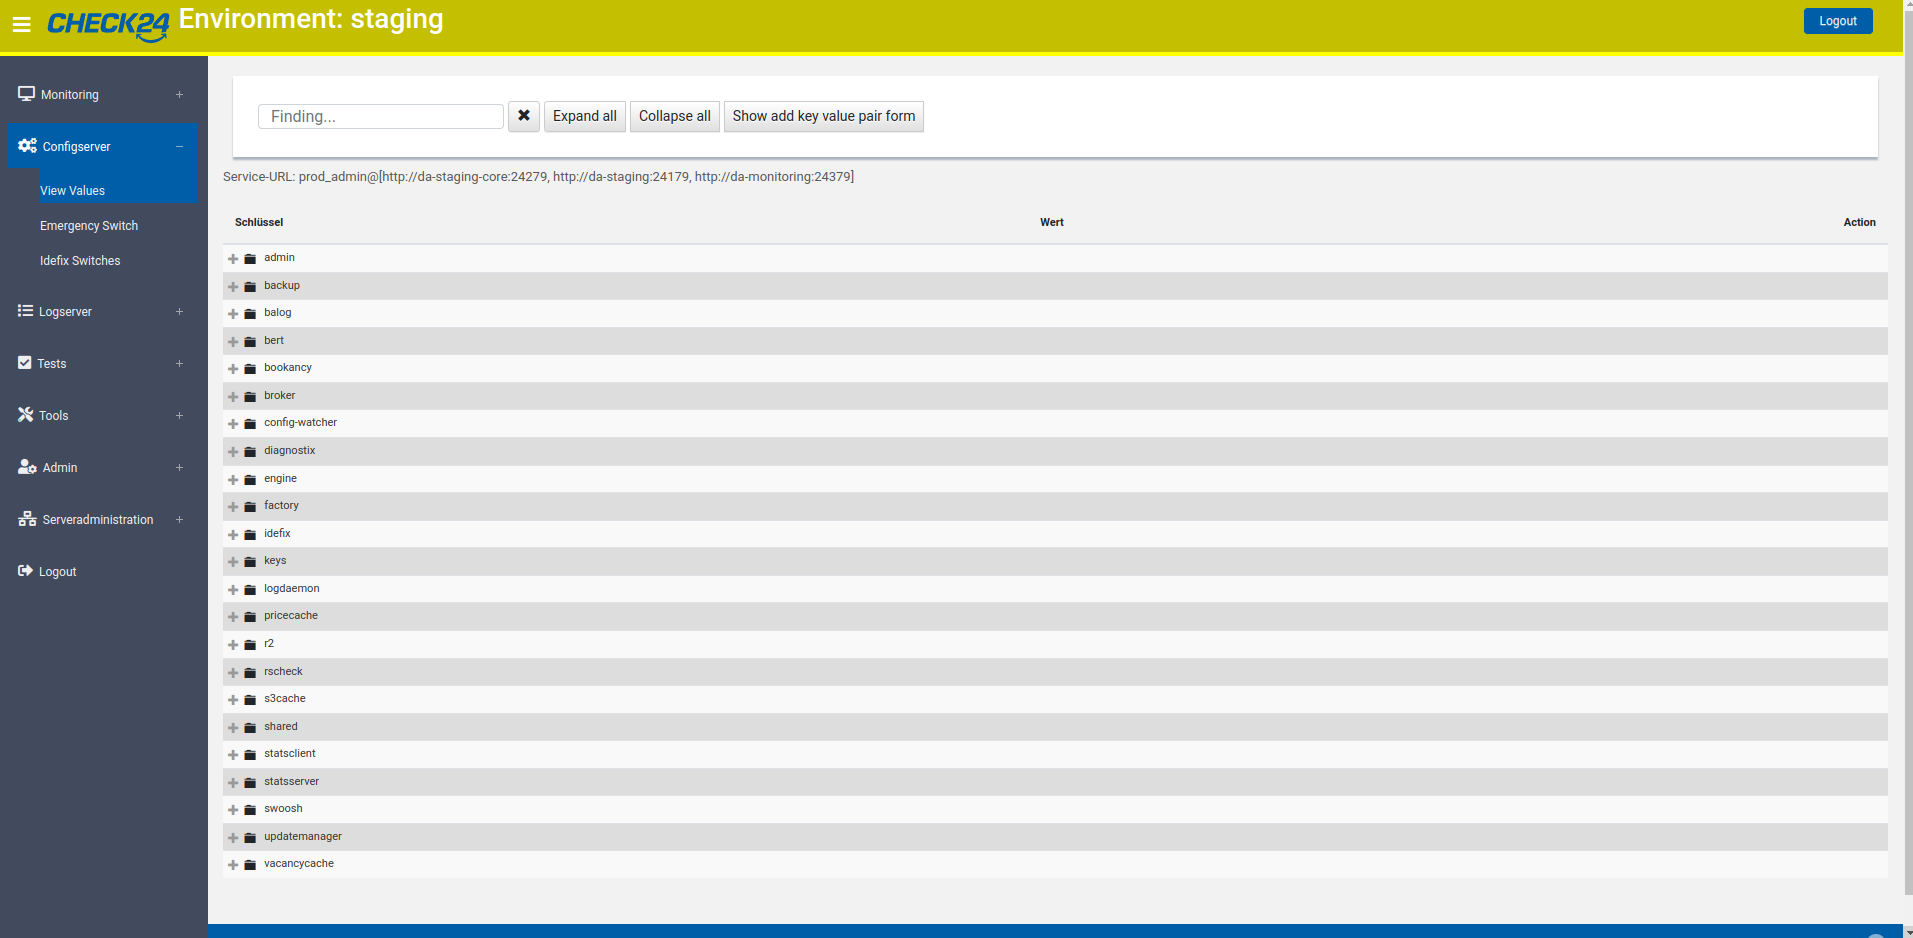 CHECK24 Environment: staging
Logout
Monitoring
Configserver
View Values
Emergency Switch
Idefix Switches
Logserver
Tests
Tools
Admin
Serveradministration
Logout
Finding...
Expand all
Collapse all
Show add key value pair form
Service-URL: prod_admin@[http://da-staging-core:24279, http://da-staging:24179, http://da-monitoring:24379]
Schlüssel Wert Action
admin
backup
balog
bert
bookancy
broker
config-watcher
diagnostix
engine
factory
idefix
keys
logdaemon
pricecache
r2
rscheck
s3cache
shared
statsclient
statsserver
swoosh
updatemanager
vacancycache